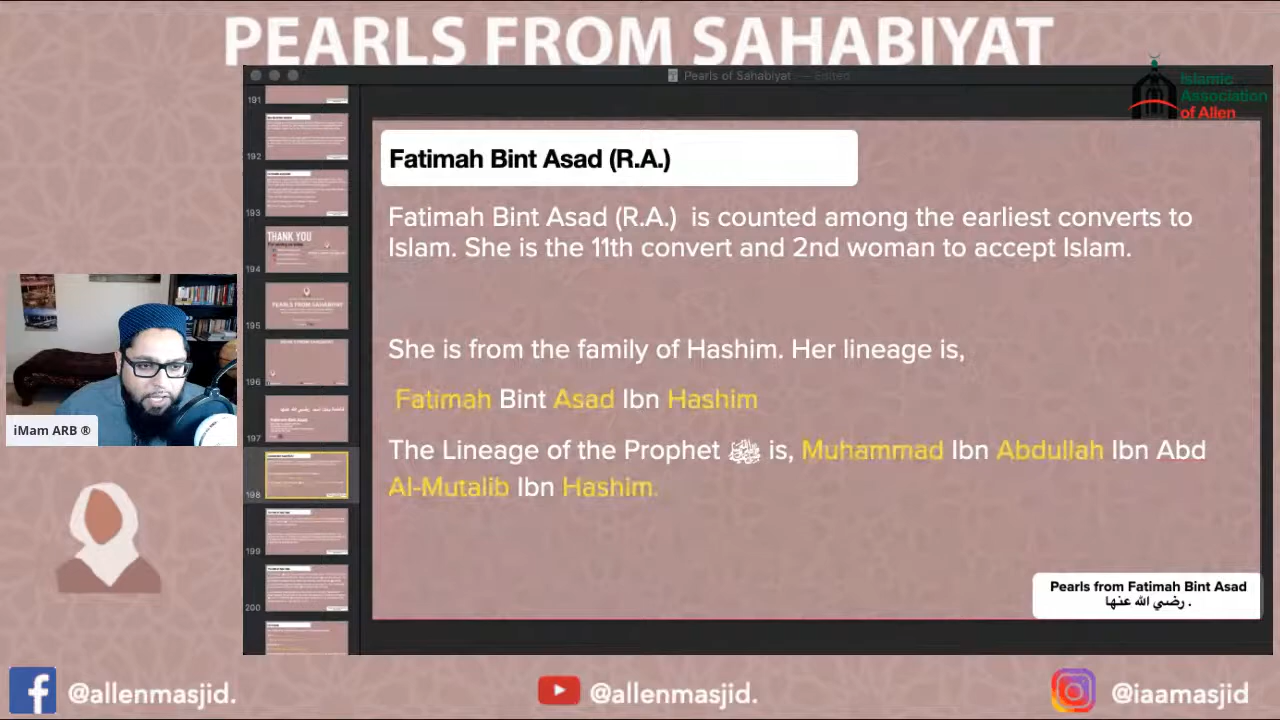 PEARLS FROM SAHABIYAT
Pearls of Sahabiyat — Edited
Islamic
Association
of Allen
191
192
193
THANK YOU
194
PEARLS FROM SAHABIYAT
195
196
197
198
199
200
Fatimah Bint Asad (R.A.)
Fatimah Bint Asad (R.A.) is counted among the earliest converts to
Islam. She is the 11th convert and 2nd woman to accept Islam.
She is from the family of Hashim. Her lineage is,
Fatimah Bint Asad Ibn Hashim
The Lineage of the Prophet ﷺ is, Muhammad Ibn Abdullah Ibn Abd
Al-Mutalib Ibn Hashim.
Pearls from Fatimah Bint Asad
رضي الله عنها .
iMam ARB ®
@allenmasjid.
@allenmasjid.
@iaamasjid